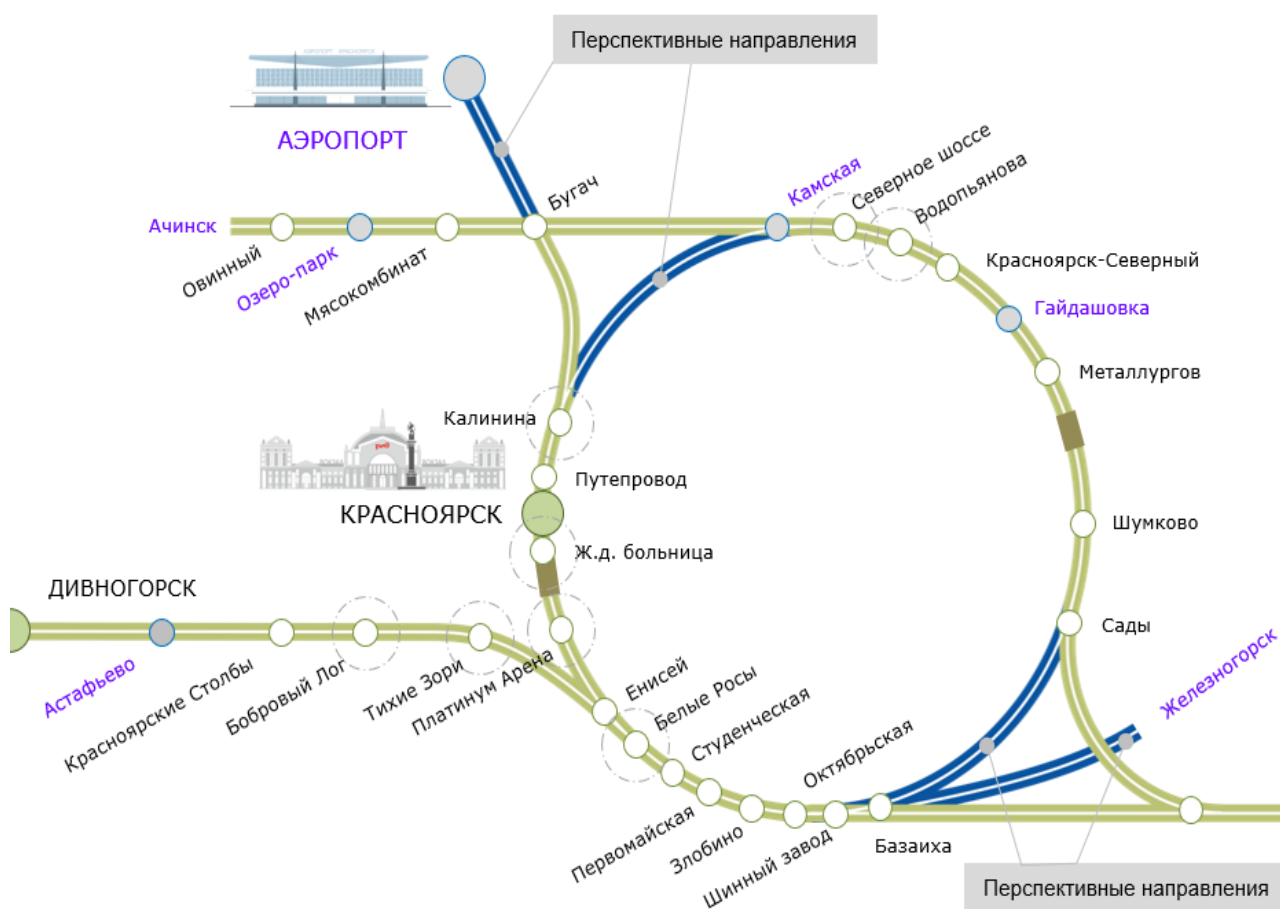 Перспективные направления
АЭРОПОРТ КРАСНОЯРСК
АЭРОПОРТ
Ачинск
Овинный
Озеро-парк
Мясокомбинат
Бугач
Камская
Северное шоссе
Водопьянова
Красноярск-Северный
Гайдашовка
Металлургов
Калинина
Путепровод
КРАСНОЯРСК
Ж.д. больница
Шумково
ДИВНОГОРСК
Сады
Астафьево
Красноярские Столбы
Бобровый Лог
Тихие Зори
Платинум Арена
Енисей
Белые Росы
Студенческая
Октябрьская
Железногорск
Первомайская
Злобино
Шинный завод
Базаиха
Перспективные направления